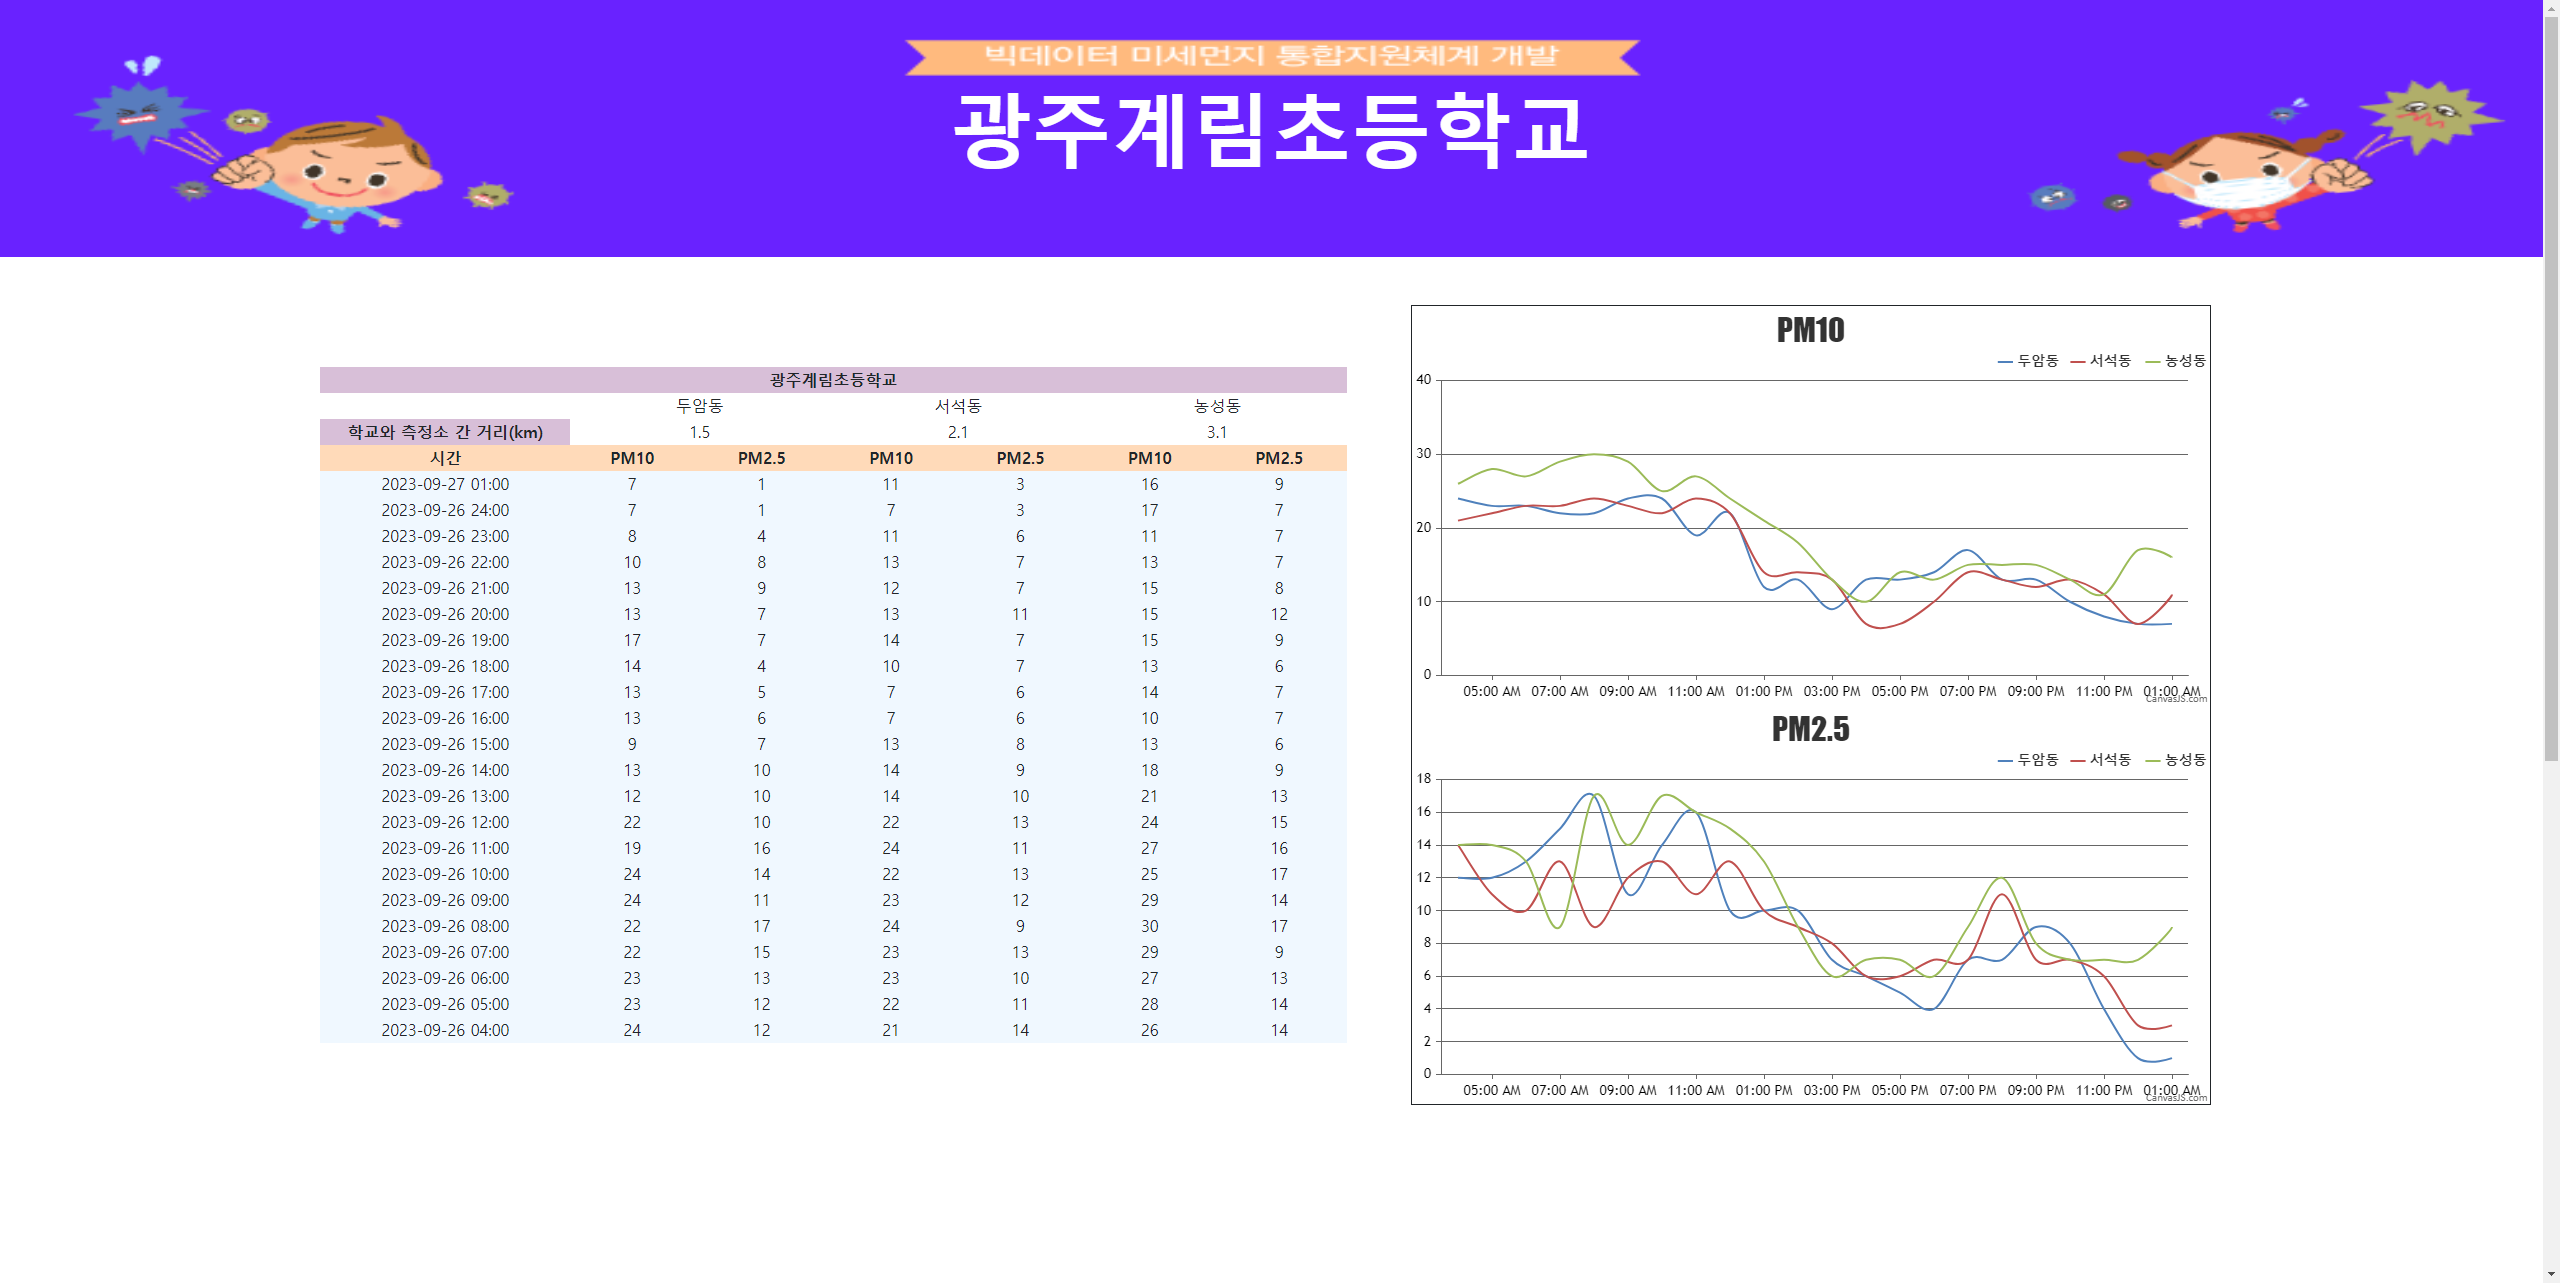 빅데이터 미세먼지 통합지원체계 개발
광주계림초등학교
광주계림초등학교
두암동 서석동 농성동
학교와 측정소 간 거리(km) 1.5 2.1 3.1
시간 PM10 PM2.5 PM10 PM2.5 PM10 PM2.5
2023-09-27 01:00 7 1 11 3 16 9
2023-09-26 24:00 7 1 7 3 17 7
2023-09-26 23:00 8 4 11 6 11 7
2023-09-26 22:00 10 8 13 7 13 7
2023-09-26 21:00 13 9 12 7 15 8
2023-09-26 20:00 13 7 13 11 15 12
2023-09-26 19:00 17 7 14 7 15 9
2023-09-26 18:00 14 4 10 7 13 6
2023-09-26 17:00 13 5 7 6 14 7
2023-09-26 16:00 13 6 7 6 10 7
2023-09-26 15:00 9 7 13 8 13 6
2023-09-26 14:00 13 10 14 9 18 9
2023-09-26 13:00 12 10 14 10 21 13
2023-09-26 12:00 22 10 22 13 24 15
2023-09-26 11:00 19 16 24 11 27 16
2023-09-26 10:00 24 14 22 13 25 17
2023-09-26 09:00 24 11 23 12 29 14
2023-09-26 08:00 22 17 24 9 30 17
2023-09-26 07:00 22 15 23 13 29 9
2023-09-26 06:00 23 13 23 10 27 13
2023-09-26 05:00 23 12 22 11 28 14
2023-09-26 04:00 24 12 21 14 26 14
PM10
두암동 서석동 농성동
40
30
20
10
0
05:00 AM 07:00 AM 09:00 AM 11:00 AM 01:00 PM 03:00 PM 05:00 PM 07:00 PM 09:00 PM 11:00 PM 01:00 AM
CanvasJS.com
PM2.5
두암동 서석동 농성동
18
16
14
12
10
8
6
4
2
0
05:00 AM 07:00 AM 09:00 AM 11:00 AM 01:00 PM 03:00 PM 05:00 PM 07:00 PM 09:00 PM 11:00 PM 01:00 AM
CanvasJS.com